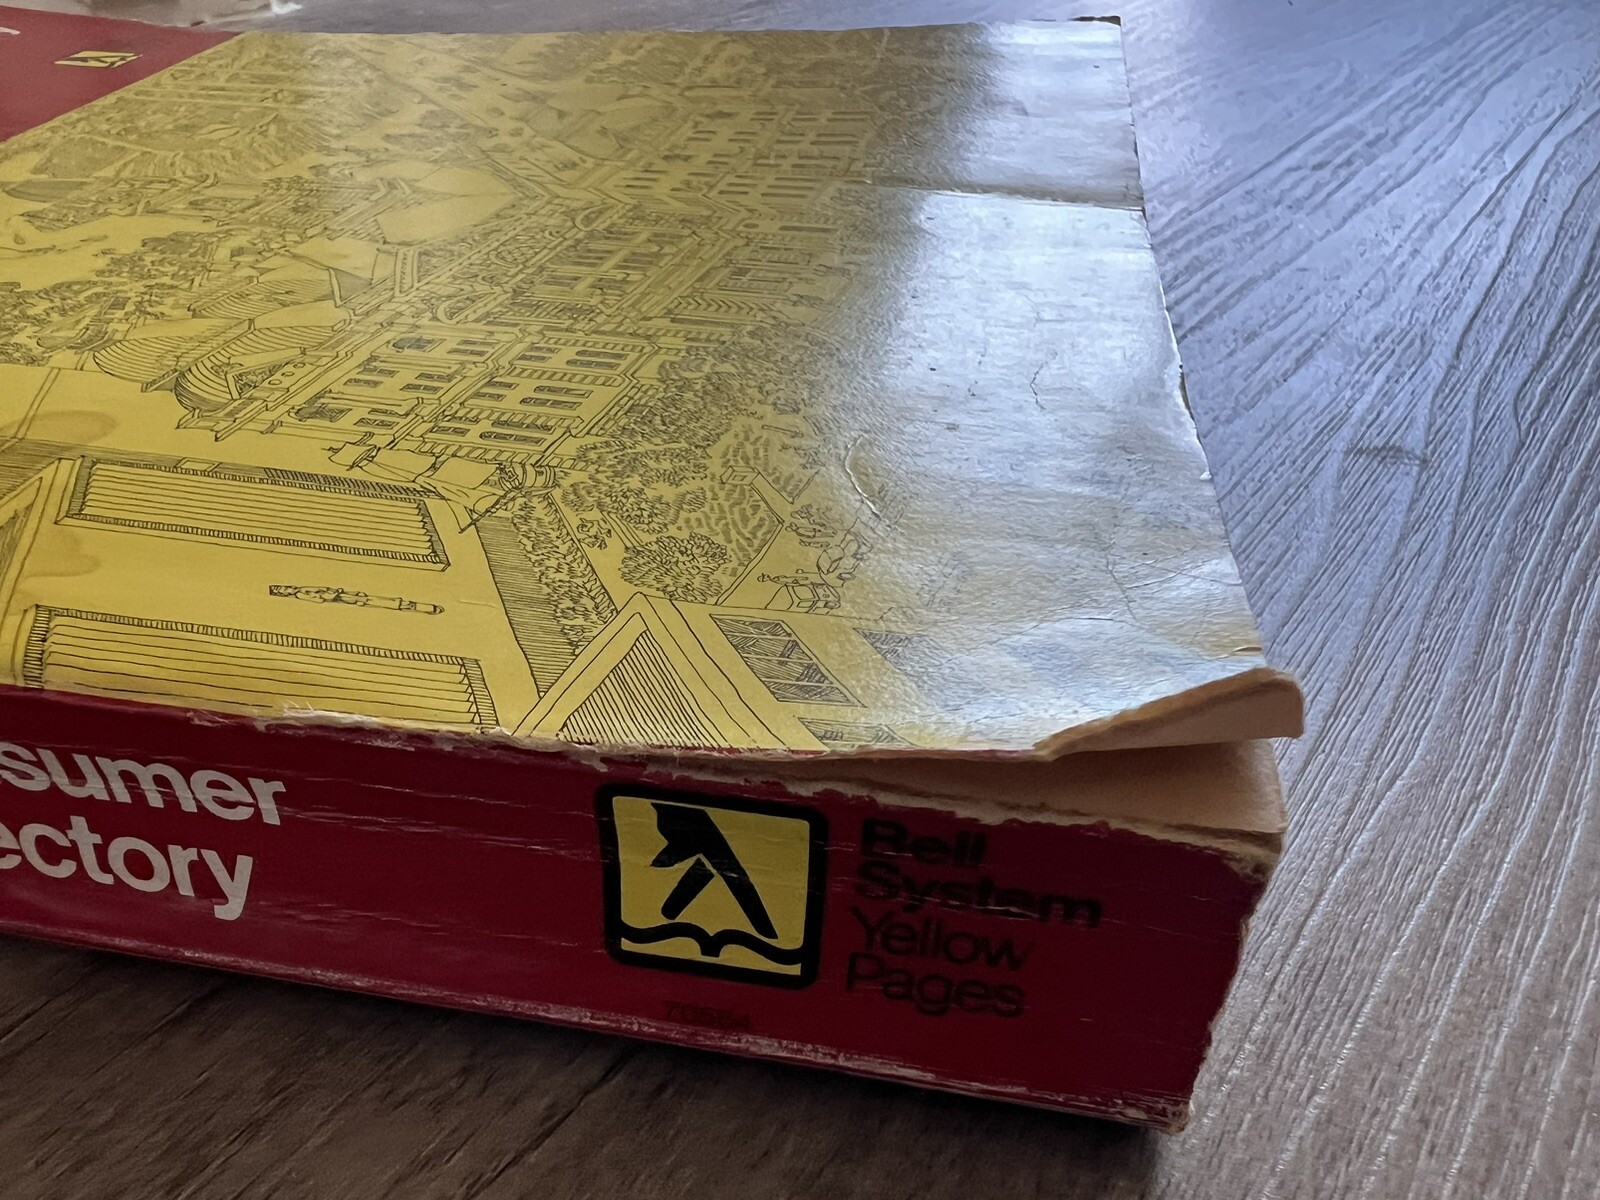 sumer
ectory
Bell
System
Yellow
Pages